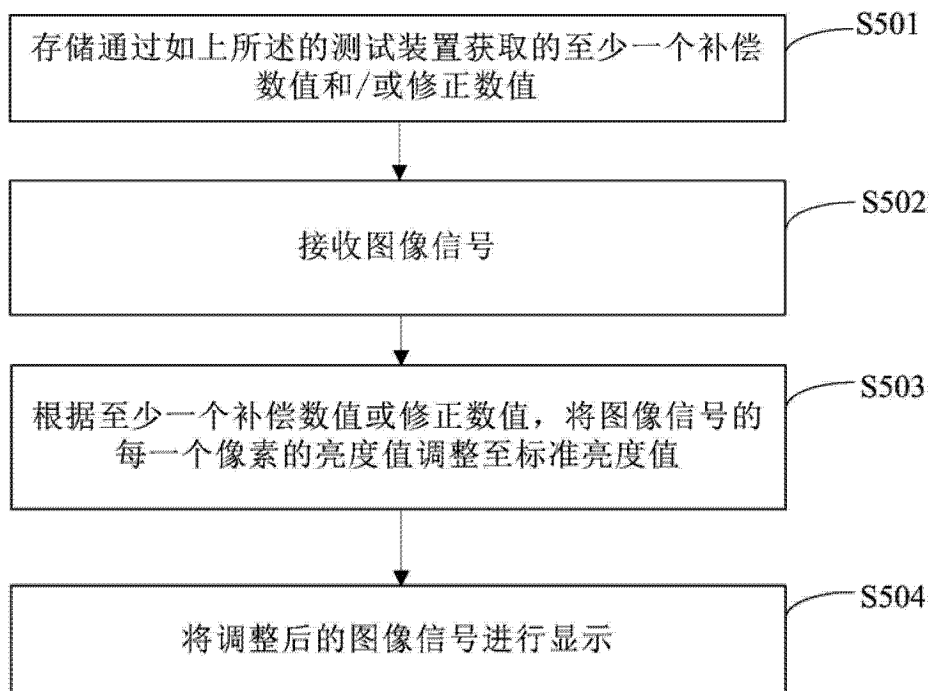 存储通过如上所述的测试装置获取的至少一个补偿
数值和/或修正数值
S501
接收图像信号
S502
根据至少一个补偿数值或修正数值，将图像信号的
每一个像素的亮度值调整至标准亮度值
S503
将调整后的图像信号进行显示
S504